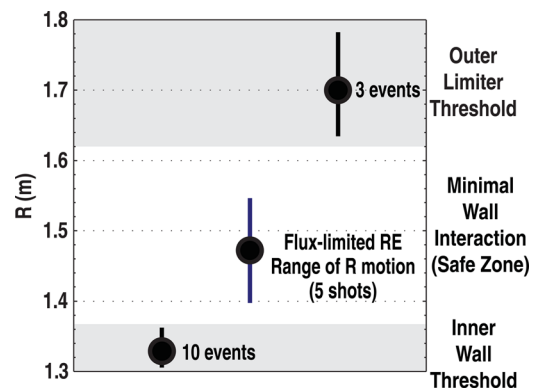 1.8
1.7
1.6
1.5
1.4
1.3
R (m)
3 events
Flux-limited RE
Range of R motion
(5 shots)
10 events
Outer
Limiter
Threshold
Minimal
Wall
Interaction
(Safe Zone)
Inner
Wall
Threshold